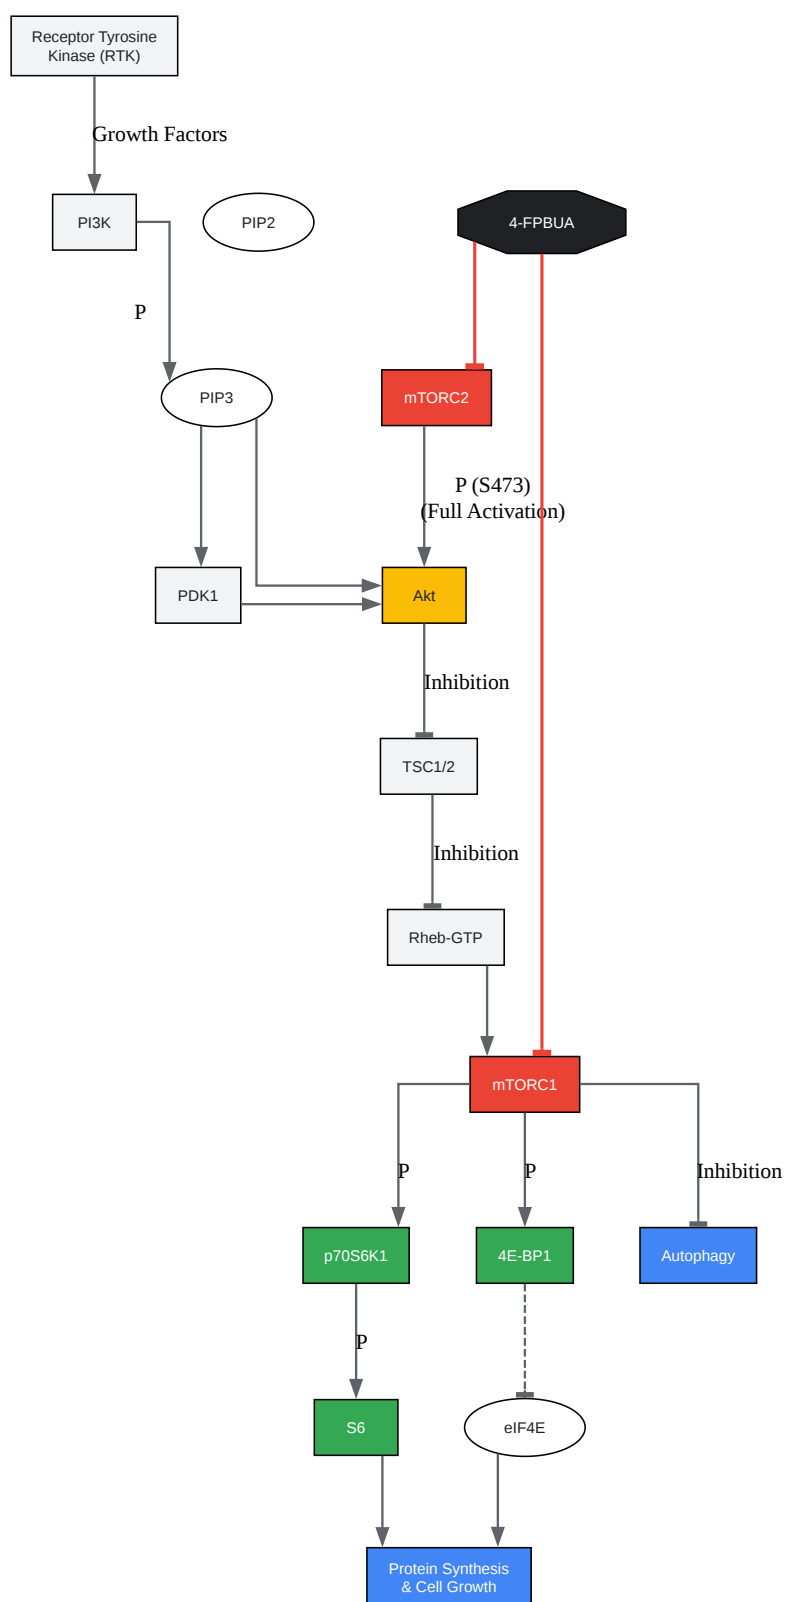 Receptor Tyrosine
Kinase (RTK)
Growth Factors
PI3K
PIP2
4-FPBUA
P
PIP3
mTORC2
P (S473)
(Full Activation)
PDK1
Akt
Inhibition
TSC1/2
Inhibition
Rheb-GTP
mTORC1
P
P
Inhibition
p70S6K1
4E-BP1
Autophagy
P
S6
eIF4E
Protein Synthesis
& Cell Growth